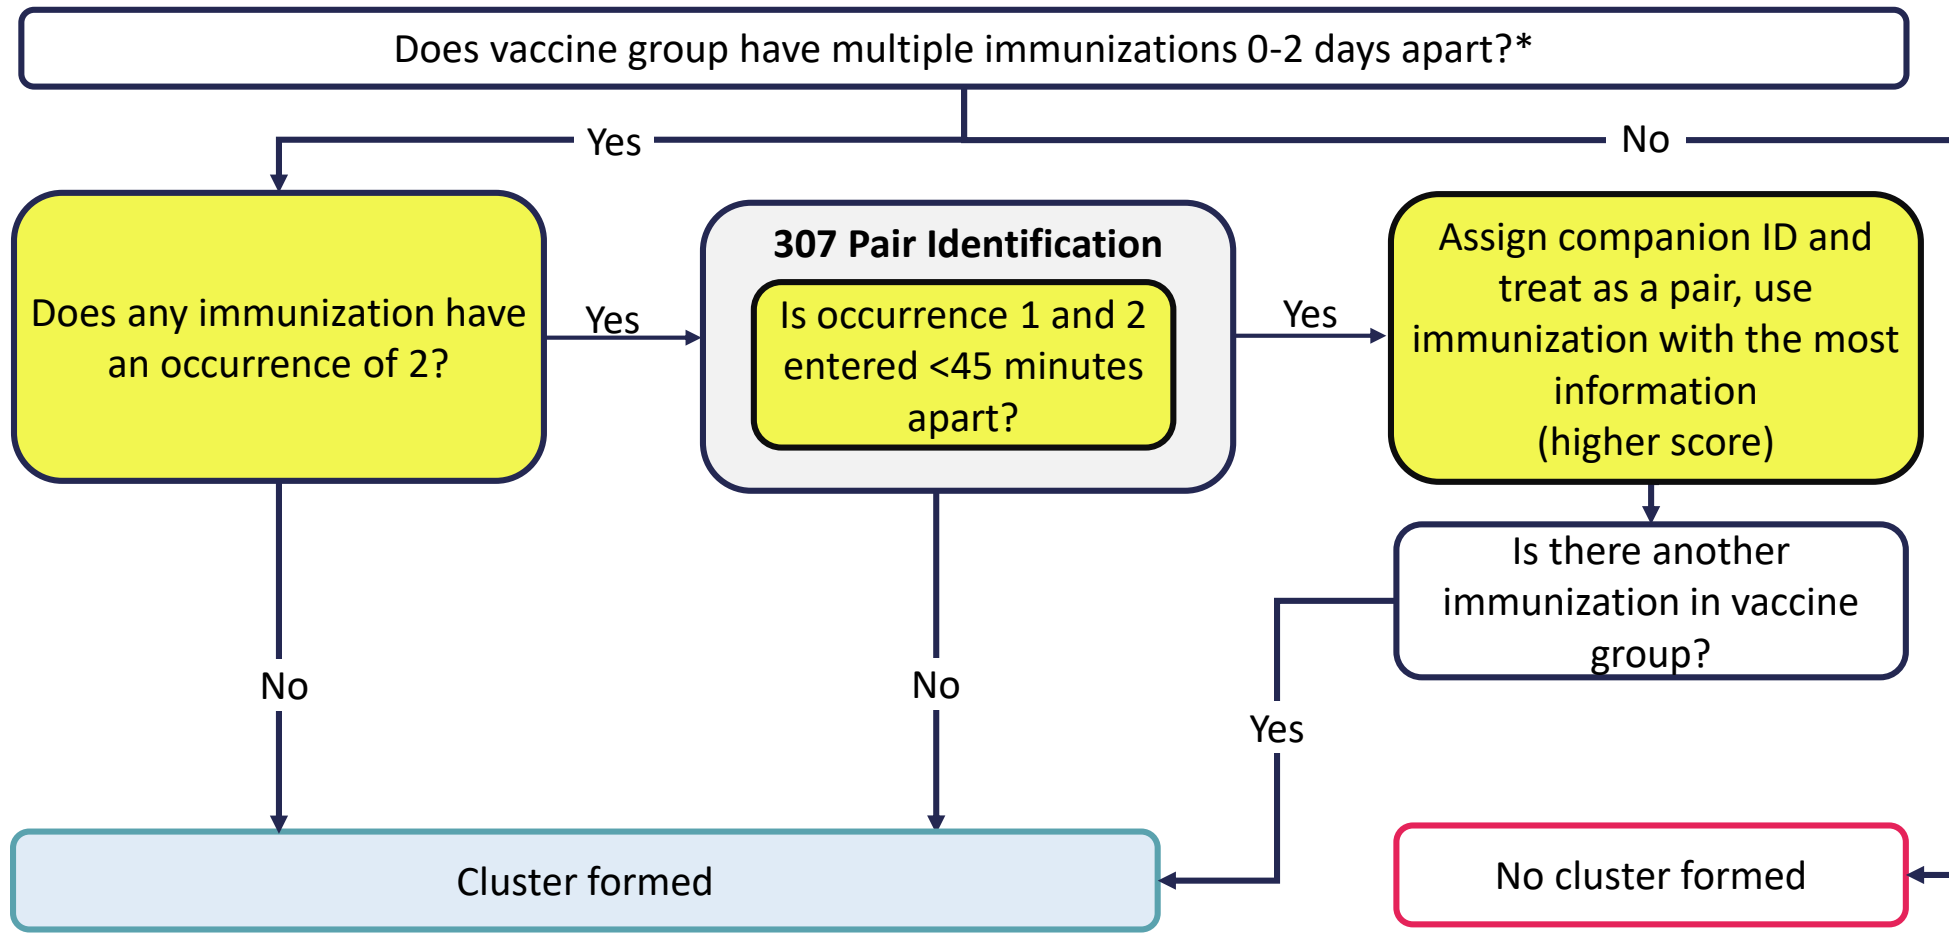 Does vaccine group have multiple immunizations 0-2 days apart?*
Yes
No
Does any immunization have
an occurrence of 2?
Yes
307 Pair Identification
Is occurrence 1 and 2
entered <45 minutes
apart?
Yes
Assign companion ID and
treat as a pair, use
immunization with the most
information
(higher score)
Is there another
immunization in vaccine
group?
No
No
Yes
Cluster formed
No cluster formed